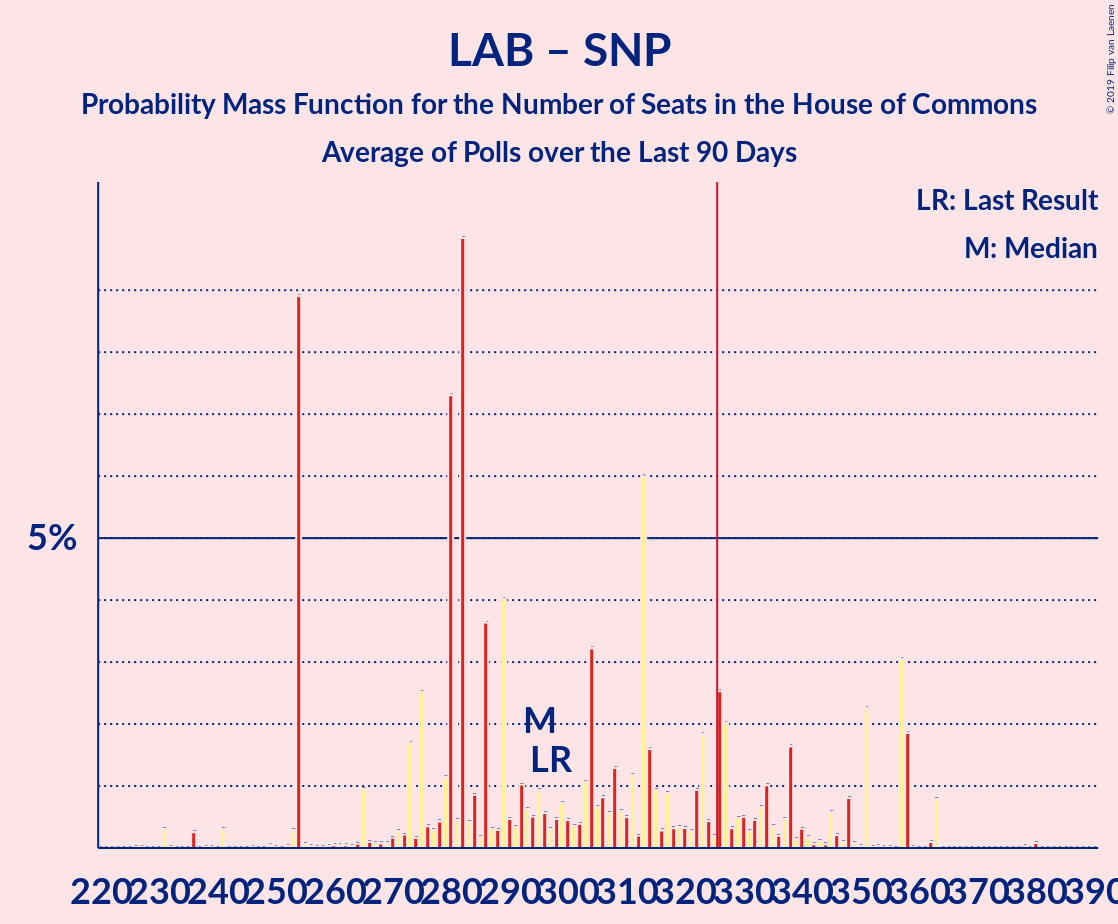 LAB – SNP
Probability Mass Function for the Number of Seats in the House of Commons
Average of Polls over the Last 90 Days
© 2019 Filip van Laenen
LR: Last Result
M: Median
5%
M
LR
220 230 240 250 260 270 280 290 300 310 320 330 340 350 360 370 380 390